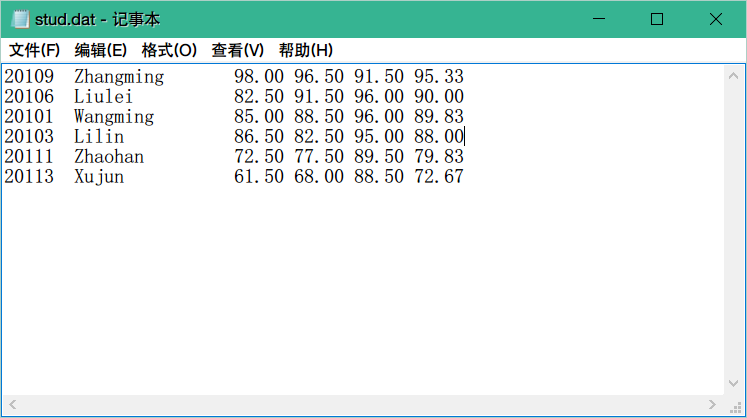 stud.dat - 记事本
文件(F) 编辑(E) 格式(O) 查看(V) 帮助(H)
20109  Zhangming       98.00 96.50 91.50 95.33
20106  Liulei          82.50 91.50 96.00 90.00
20101  Wangming        85.00 88.50 96.00 89.83
20103  Lilin           86.50 82.50 95.00 88.00
20111  Zhaohan         72.50 77.50 89.50 79.83
20113  Xujun           61.50 68.00 88.50 72.67